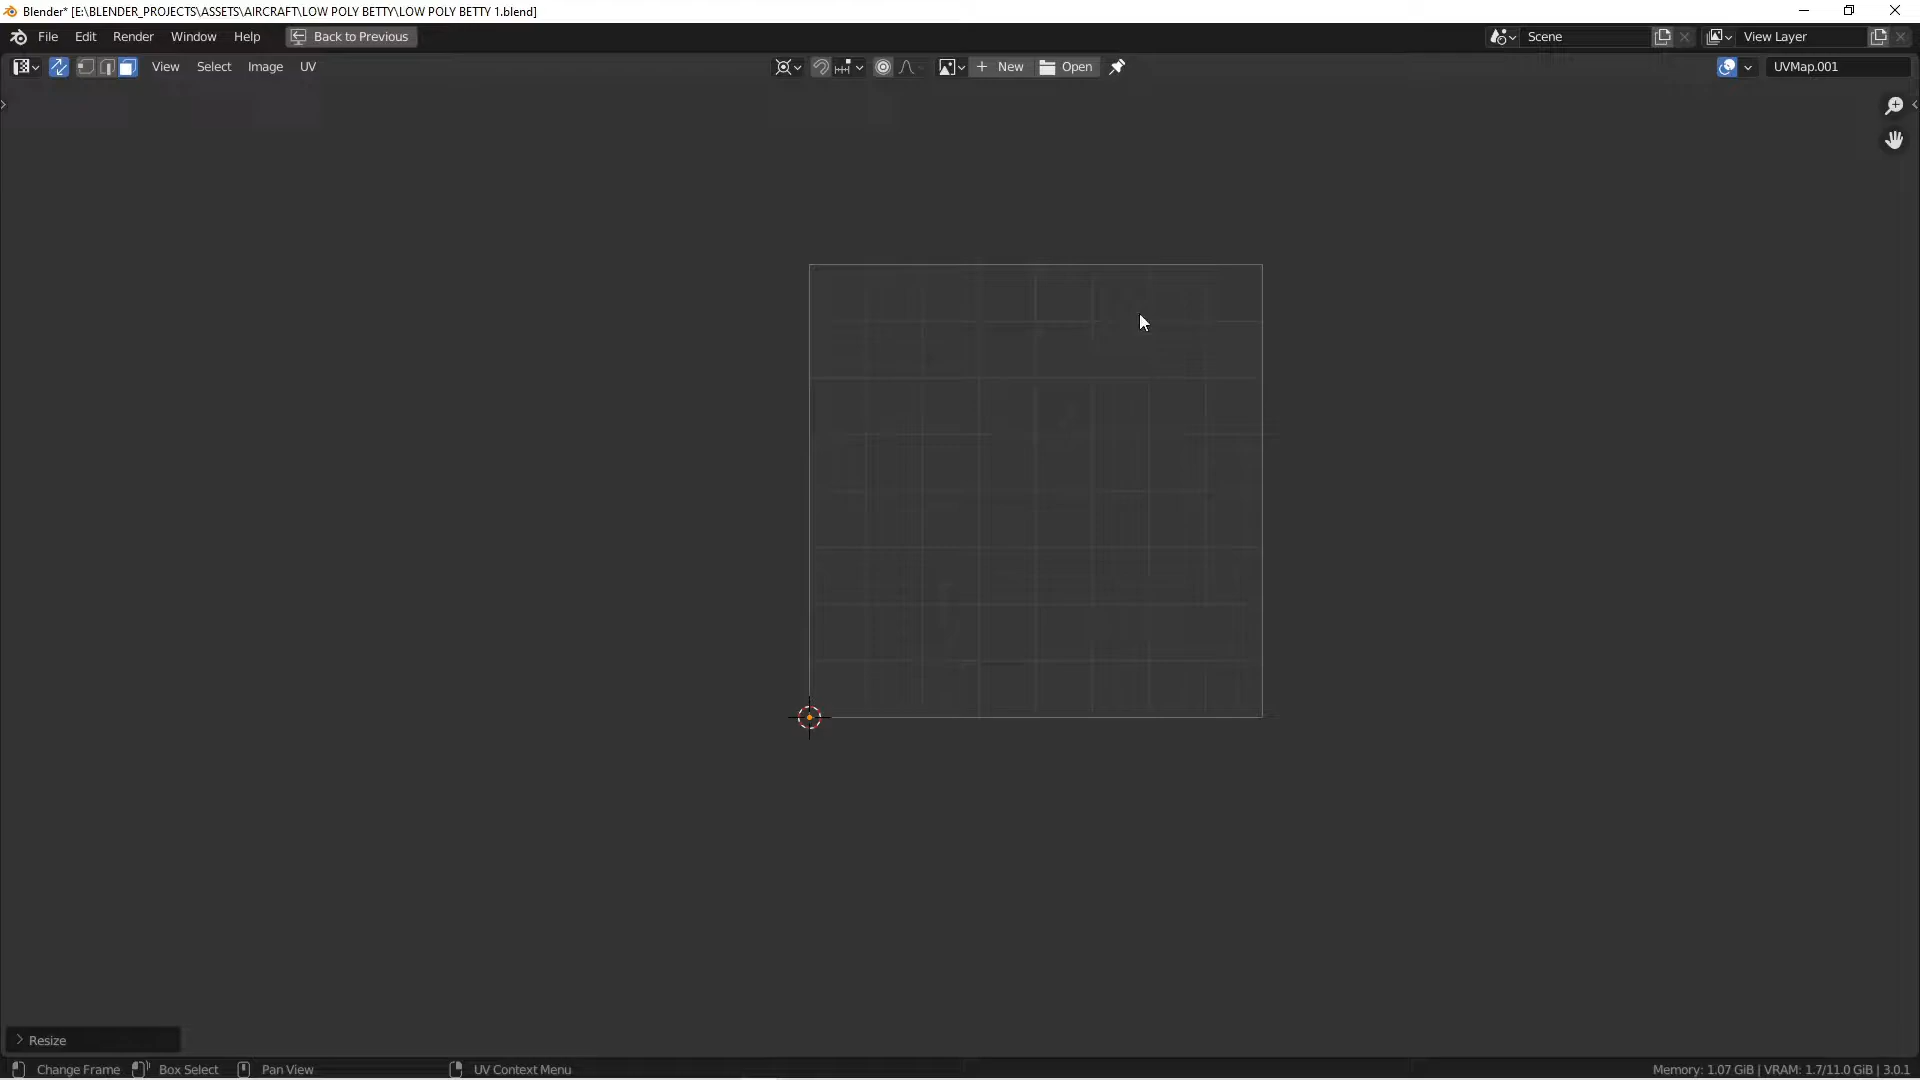 Blender* [E:\BLENDER_PROJECTS\ASSETS\AIRCRAFT\LOW POLY BETTY\LOW POLY BETTY 1.blend]
File Edit Render Window Help Back to Previous Scene View Layer
View Select Image UV New Open UVMap.001
Resize
Change Frame Box Select Pan View UV Context Menu Memory: 1.07 GiB | VRAM: 1.7/11.0 GiB | 3.0.1